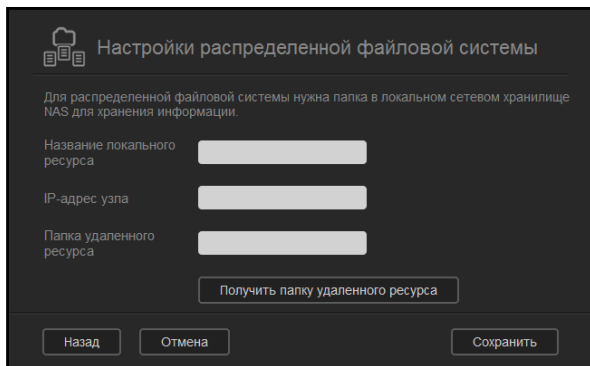 Настройки распределенной файловой системы
Для распределенной файловой системы нужна папка в локальном сетевом хранилище
NAS для хранения информации.
Название локального
ресурса
IP-адрес узла
Папка удаленного
ресурса
Получить папку удаленного ресурса
Назад
Отмена
Сохранить